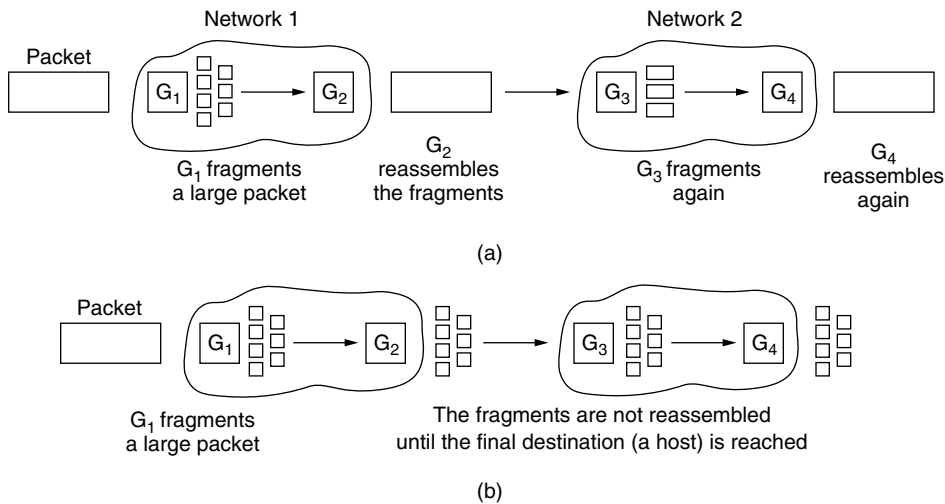 Network 1
Network 2
Packet
G1
G2
G3
G4
G1 fragments
a large packet
G2
reassembles
the fragments
G3 fragments
again
G4
reassembles
again
(a)
Packet
G1
G2
G3
G4
G1 fragments
a large packet
The fragments are not reassembled
until the final destination (a host) is reached
(b)